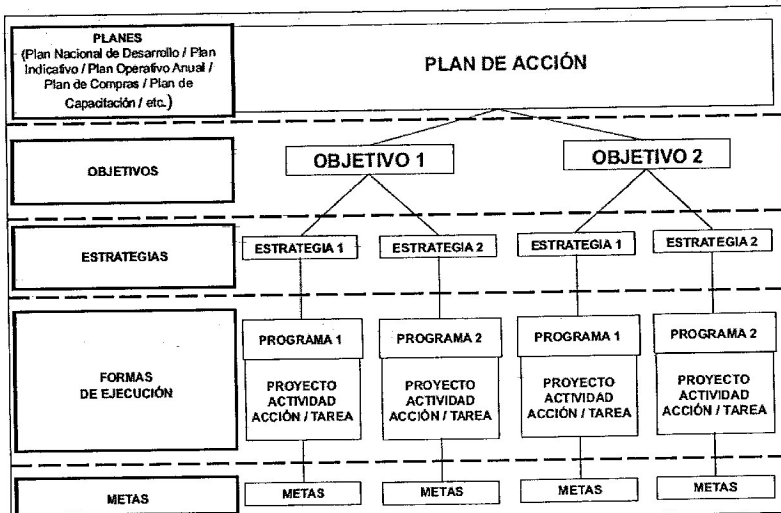 PLANES
(Plan Nacional de Desarrollo / Plan
Indicativo / Plan Operativo Anual /
Plan de Compras / Plan de
Capacitación / etc.)
PLAN DE ACCIÓN
OBJETIVOS
OBJETIVO 1
OBJETIVO 2
ESTRATEGIAS
ESTRATEGIA 1
ESTRATEGIA 2
ESTRATEGIA 1
ESTRATEGIA 2
FORMAS
DE EJECUCIÓN
PROGRAMA 1
PROYECTO
ACTIVIDAD
ACCIÓN / TAREA
PROGRAMA 2
PROYECTO
ACTIVIDAD
ACCIÓN / TAREA
PROGRAMA 1
PROYECTO
ACTIVIDAD
ACCIÓN / TAREA
PROGRAMA 2
PROYECTO
ACTIVIDAD
ACCIÓN / TAREA
METAS
METAS
METAS
METAS
METAS